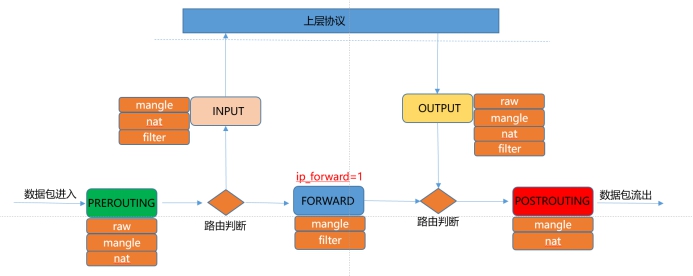 上层协议
mangle
nat
filter
INPUT
OUTPUT
raw
mangle
nat
filter
ip_forward=1
数据包进入
PREROUTING
路由判断
FORWARD
路由判断
POSTROUTING
数据包流出
raw
mangle
nat
mangle
filter
mangle
nat